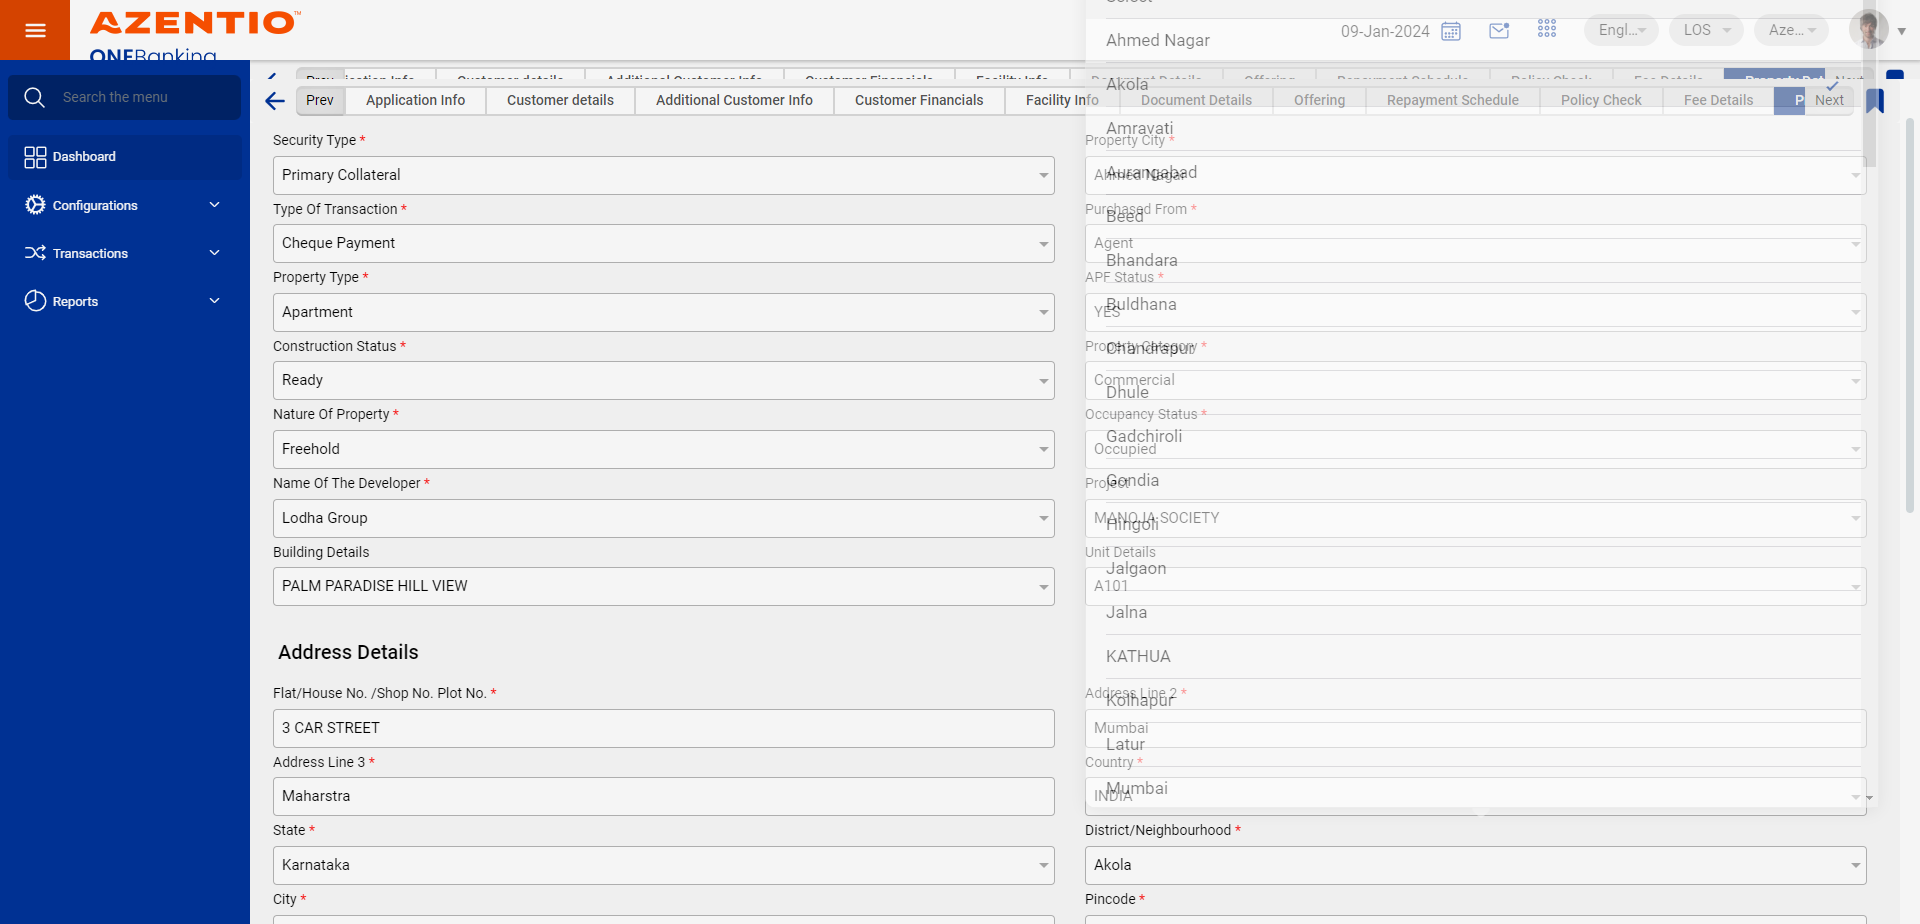 AZENTIO™
ONEBanking
Search the menu
Dashboard
Configurations
Transactions
Reports
09-Jan-2024
Engl...
LOS
Aze...
Prev
Application Info
Customer details
Additional Customer Info
Customer Financials
Facility Info
Document Details
Offering
Repayment Schedule
Policy Check
Fee Details
P
Next
Security Type *
Primary Collateral
Property City *
Ahmed Nagar
Type Of Transaction *
Cheque Payment
Purchased From *
Agent
Property Type *
Apartment
APF Status *
YES
Construction Status *
Ready
Property Category *
Commercial
Nature Of Property *
Freehold
Occupancy Status *
Occupied
Name Of The Developer *
Lodha Group
Project
MANOJA SOCIETY
Building Details
PALM PARADISE HILL VIEW
Unit Details
A101
Address Details
Flat/House No. /Shop No. Plot No. *
3 CAR STREET
Address Line 2 *
Mumbai
Address Line 3 *
Maharstra
Country *
INDIA
State *
Karnataka
District/Neighbourhood *
Akola
City *
Pincode *
Select
Ahmed Nagar
Akola
Amravati
Aurangabad
Beed
Bhandara
Buldhana
Chandrapur
Dhule
Gadchiroli
Gondia
Hingoli
Jalgaon
Jalna
KATHUA
Kolhapur
Latur
Mumbai